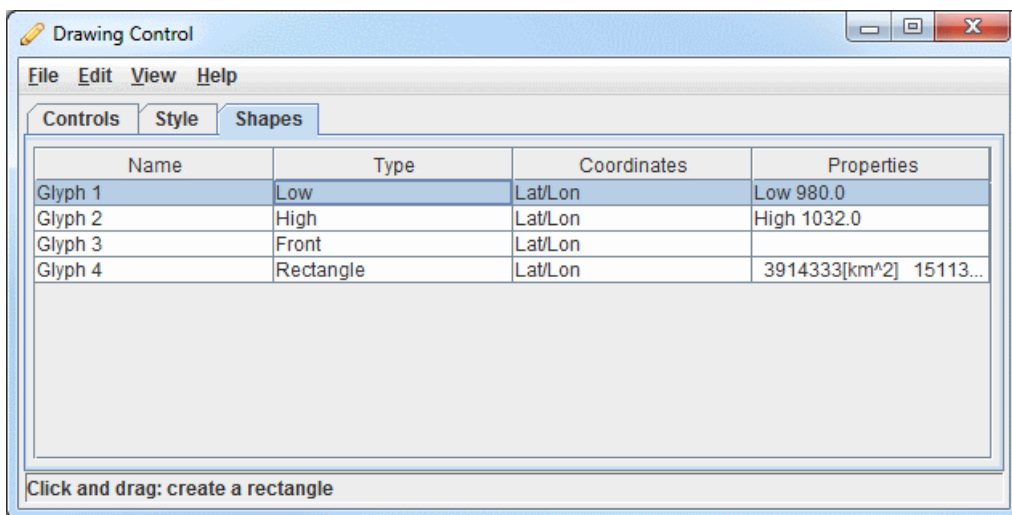 Drawing Control
File Edit View Help
Controls Style Shapes
Name Type Coordinates Properties
Glyph 1 Low Lat/Lon Low 980.0
Glyph 2 High Lat/Lon High 1032.0
Glyph 3 Front Lat/Lon
Glyph 4 Rectangle Lat/Lon 3914333[km^2] 15113...
Click and drag: create a rectangle